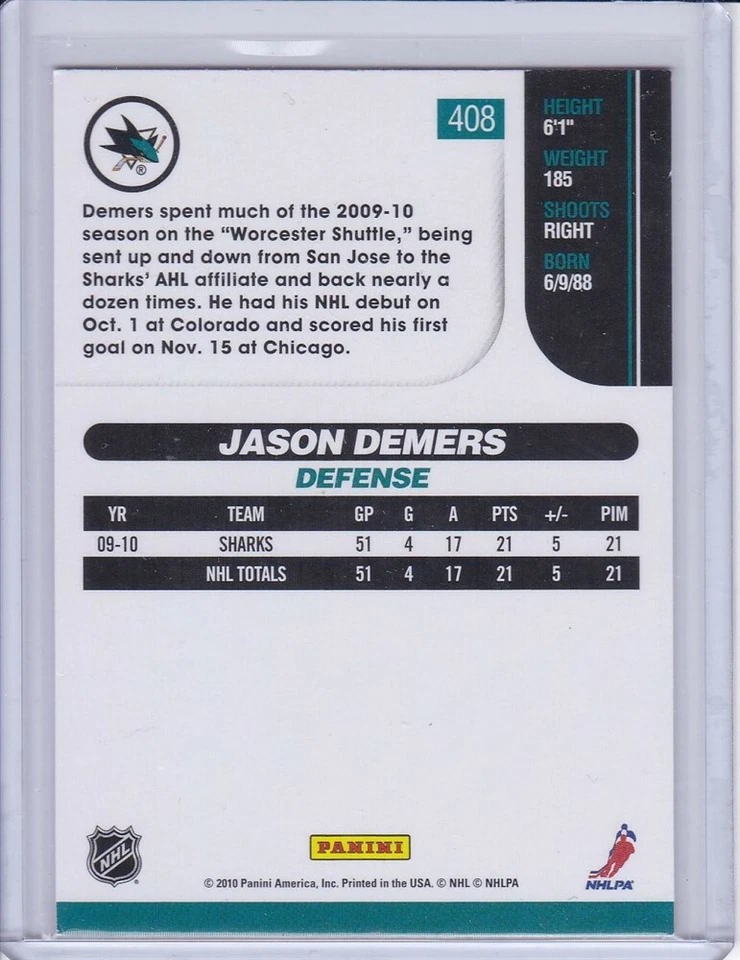 408
HEIGHT
6'1"
WEIGHT
185
SHOOTS
RIGHT
BORN
6/9/88
®
Demers spent much of the 2009-10
season on the “Worcester Shuttle,” being
sent up and down from San Jose to the
Sharks’ AHL affiliate and back nearly a
dozen times. He had his NHL debut on
Oct. 1 at Colorado and scored his first
goal on Nov. 15 at Chicago.
JASON DEMERS
DEFENSE
YR TEAM GP G A PTS +/- PIM
09-10 SHARKS 51 4 17 21 5 21
NHL TOTALS 51 4 17 21 5 21
NHL
PANINI
NHLPA
© 2010 Panini America, Inc. Printed in the USA. © NHL © NHLPA